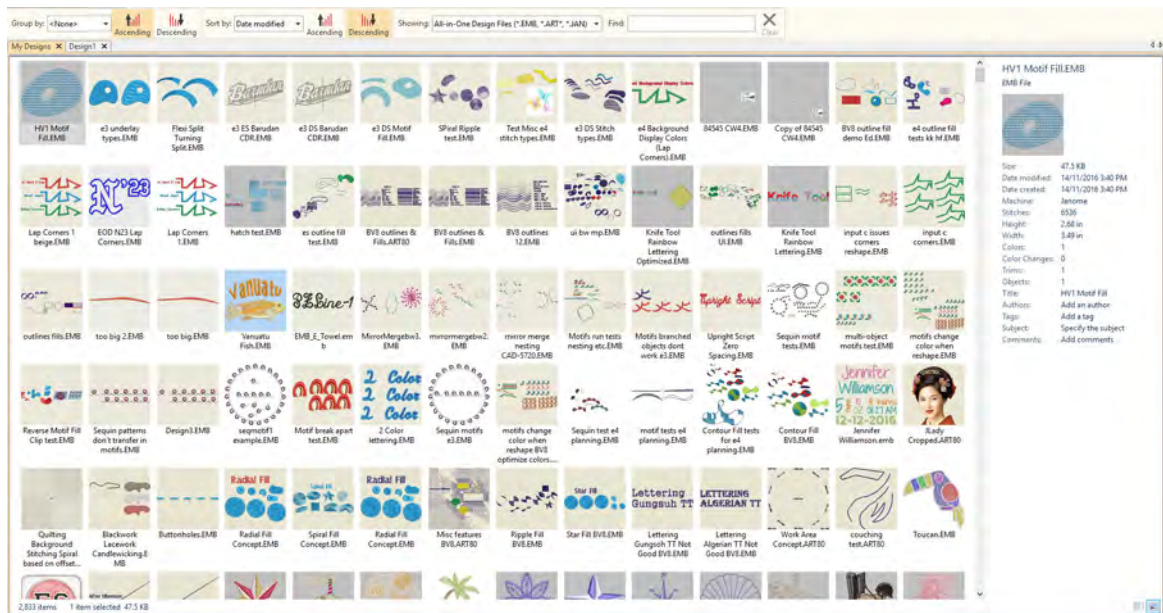 Group by: <None> Ascending Descending Sort by: Date modified Ascending Descending Showing: All-in-One Design Files (*.EMB, *.ART*, *.JAN) Find: Clear
My Designs X Design1 X
HV1 Motif Fill.EMB
EMB File
HV1 Motif Fill.EMB
e3 underlay types.EMB
Flexi Split Turning Split.EMB
e3 ES Barudan CDR.EMB
e3 DS Barudan CDR.EMB
e3 DS Motif Fill.EMB
SPiral Ripple test.EMB
Test Misc e4 stitch types.EMB
e3 DS Stitch types.EMB
e4 Background Display Colors (Lap Corners).EMB
84545 CW4.EMB
Copy of 84545 CW4.EMB
BV8 outline fill demo Ed.EMB
e4 outline fill tests kk hf.EMB
Lap Corners 1 beige.EMB
EOD N23 Lap Corners.EMB
Lap Corners 1.EMB
hatch test.EMB
es outline fill test.EMB
BV8 outlines & Fills.ART80
BV8 outlines & Fills.EMB
BV8 outlines 12.EMB
ui bw mp.EMB
Knife Tool Rainbow Lettering Optimized.EMB
outlines fills UI.EMB
Knife Tool Rainbow Lettering.EMB
input c issues corners reshape.EMB
input c corners.EMB
outlines fills.EMB
too big 2.EMB
too big.EMB
Vanuatu Fish.EMB
EMB_E_Towel.emb
MirrorMergebw3.EMB
mirrormergebw2.EMB
mirror merge nesting CAD-5720.EMB
Motifs run tests nesting etc.EMB
Motifs branched objects dont work e3.EMB
Upright Script Zero Spacing.EMB
Sequin motif tests.EMB
multi-object motifs test.EMB
motifs change color when reshape.EMB
Reverse Motif Fill Clip test.EMB
Sequin patterns don't transfer in motifs.EMB
Design3.EMB
seqmotif1 example.EMB
Motif break apart test.EMB
2 Color lettering.EMB
Sequin motifs e3.EMB
motifs change color when reshape BV8 optimize colors....
Sequin test e4 planning.EMB
motif tests e4 planning.EMB
Contour Fill tests for e4 planning.EMB
Contour Fill BV8.EMB
Jennifer Williamson.emb
JLady Cropped.ART80
Quilting Background Stitching Spiral based on offset...
Blackwork Lacework Candlewicking.EMB
Buttonholes.EMB
Radial Fill Concept.EMB
Spiral Fill Concept.EMB
Radial Fill Concept.EMB
Misc features BV8.ART80
Ripple Fill BV8.EMB
Star Fill BV8.EMB
Lettering Gungsuh TT Not Good BV8.EMB
Lettering Algerian TT Not Good BV8.EMB
Work Area Concept.ART80
couching test.ART80
Toucan.EMB
Size: 47.5 KB
Date modified: 14/11/2016 3:40 PM
Date created: 14/11/2016 3:40 PM
Machine: Janome
Stitches: 6536
Height: 2.68 in
Width: 3.49 in
Colors: 1
Color Changes: 0
Trims: 1
Objects: 1
Title: HV1 Motif Fill
Authors: Add an author
Tags: Add a tag
Subject: Specify the subject
Comments: Add comments
2,833 items 1 item selected 47.5 KB